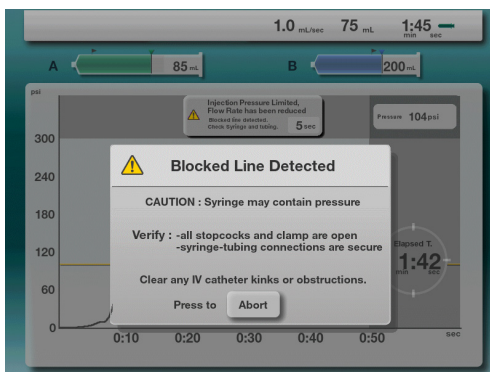 1.0 mL/sec 75 mL 1:45 min sec
A 85 mL B 200 mL
psi
Injection Pressure Limited,
Flow Rate has been reduced
Blocked line detected.
Check Syringe and tubing. 5 sec
Pressure 104psi
300
240
180
120
60
0
Blocked Line Detected
CAUTION : Syringe may contain pressure
Verify : -all stopcocks and clamp are open
-syringe-tubing connections are secure
Clear any IV catheter kinks or obstructions.
Press to Abort
Elapsed T.
1:42
min sec
0:10 0:20 0:30 0:40 0:50 sec